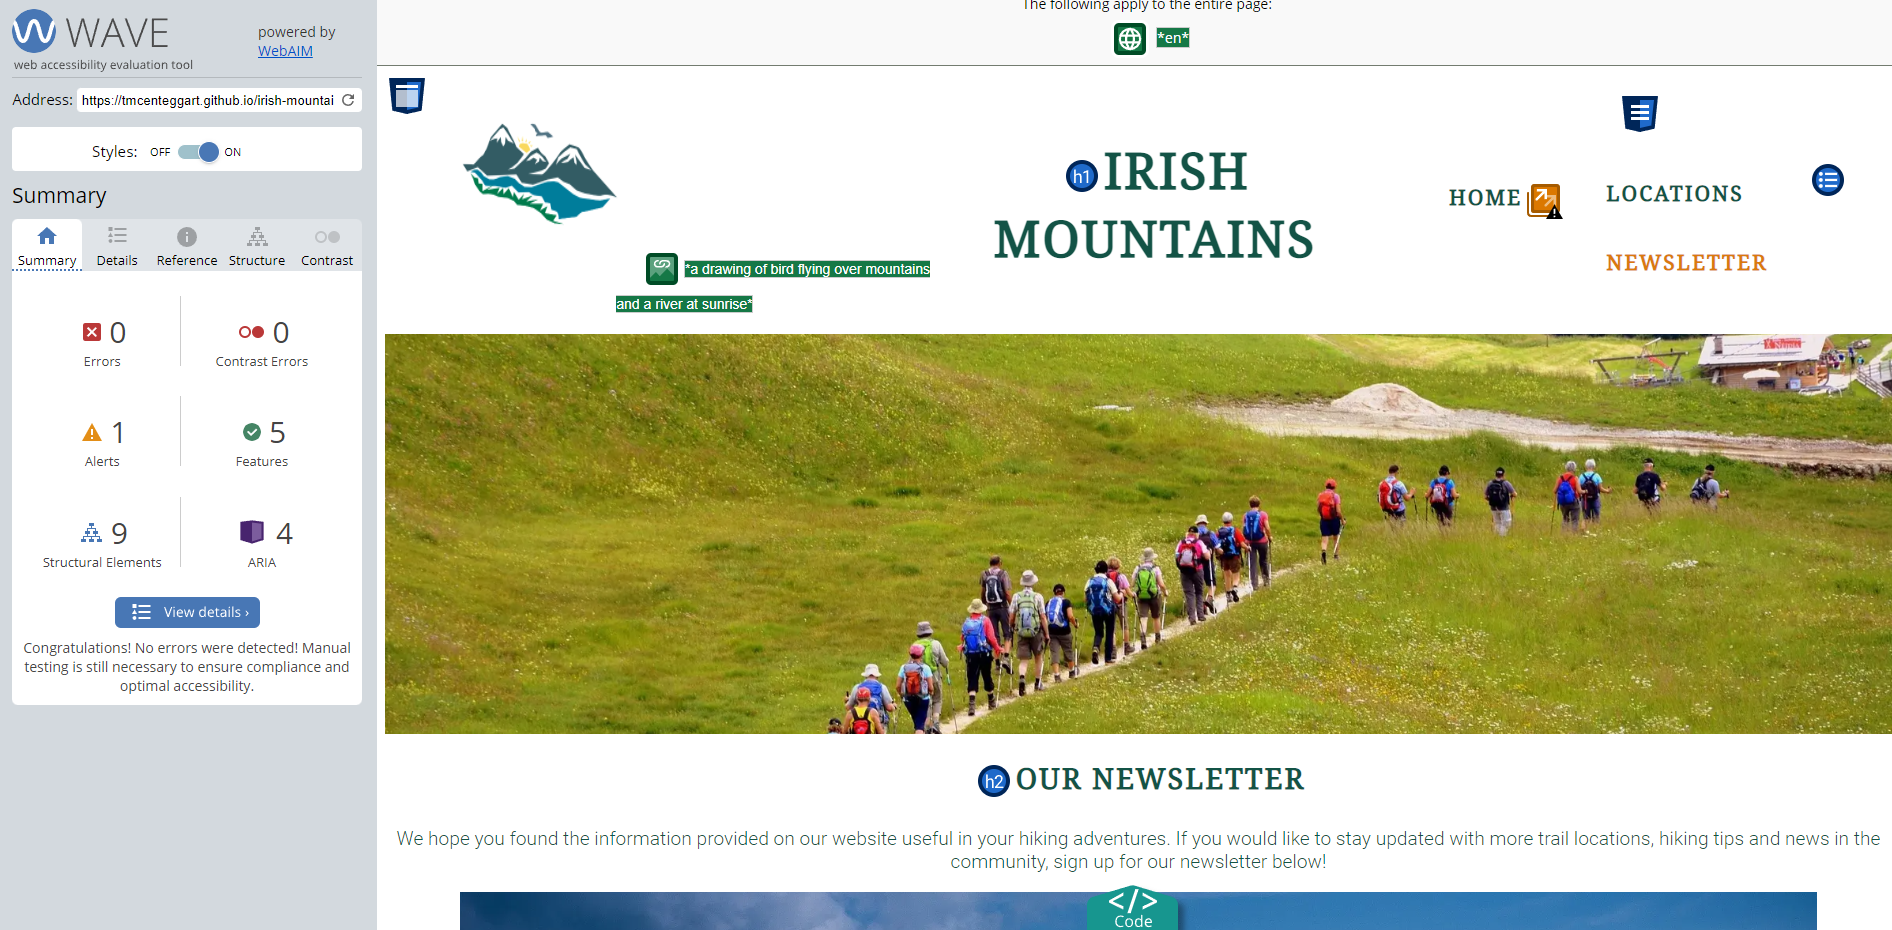 WAVE
powered by
WebAIM
web accessibility evaluation tool
Address: https://tmcenteggart.github.io/irish-mountai
Styles: OFF ON
Summary
Summary Details Reference Structure Contrast
0 0
Errors Contrast Errors
1 5
Alerts Features
9 4
Structural Elements ARIA
View details ›
Congratulations! No errors were detected! Manual
testing is still necessary to ensure compliance and
optimal accessibility.
The following apply to the entire page:
*en*
h1 IRISH
MOUNTAINS
HOME
LOCATIONS
NEWSLETTER
*a drawing of bird flying over mountains
and a river at sunrise*
h2 OUR NEWSLETTER
We hope you found the information provided on our website useful in your hiking adventures. If you would like to stay updated with more trail locations, hiking tips and news in the
community, sign up for our newsletter below!
</>
Code